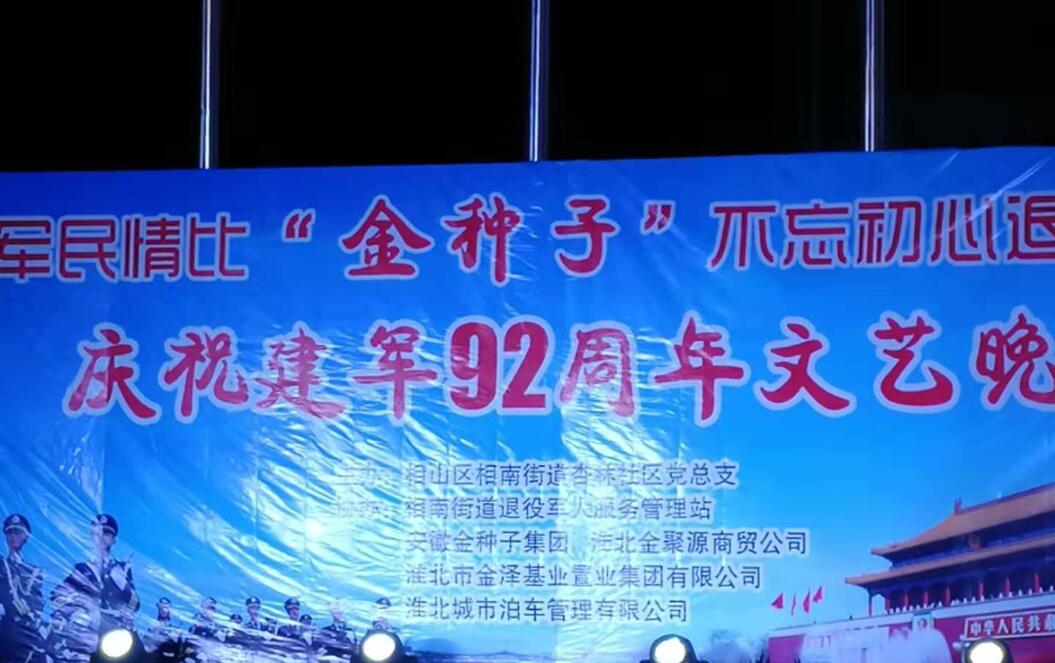 军民情比“金种子”不忘初心退
庆祝建军92周年文艺晚
主办：相山区相南街道杏林社区党总支
相南街道退役军人服务管理站
安徽金种子集团 淮北金聚源商贸公司
淮北市金泽基业置业集团有限公司
淮北城市泊车管理有限公司
中华人民共